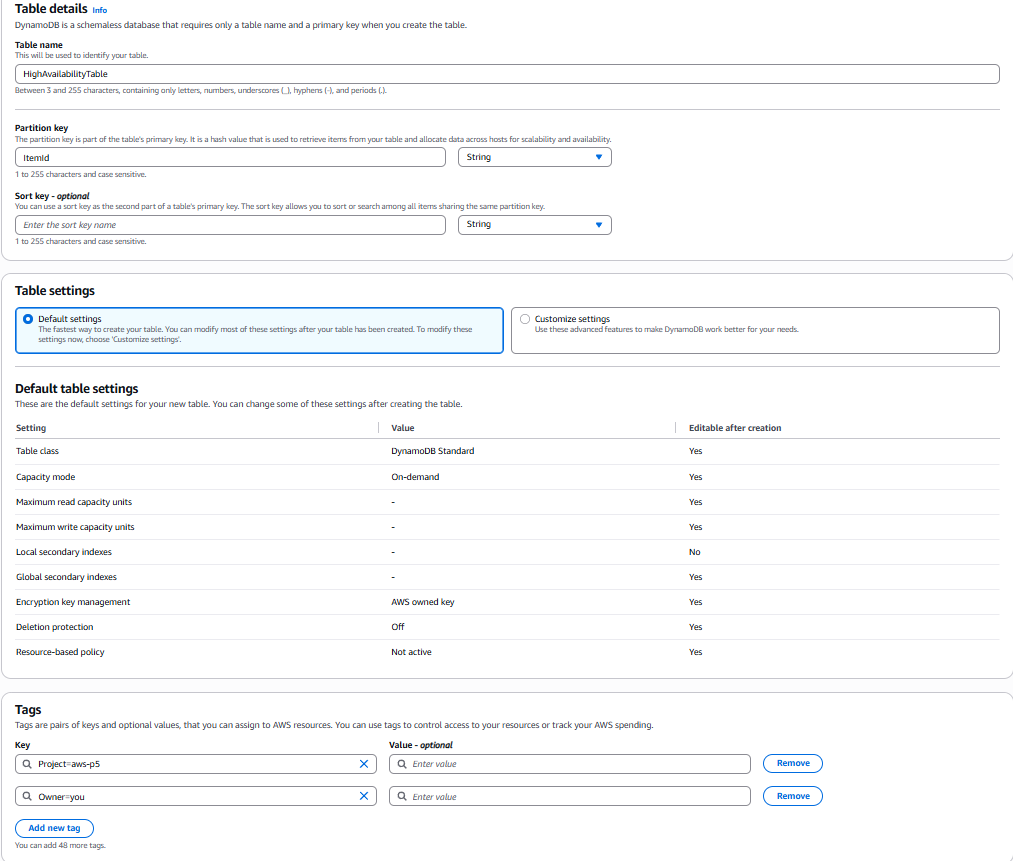 Table details Info
DynamoDB is a schemaless database that requires only a table name and a primary key when you create the table.
Table name
This will be used to identify your table.
HighAvailabilityTable
Between 3 and 255 characters, containing only letters, numbers, underscores (_), hyphens (-), and periods (.).
Partition key
The partition key is part of the table's primary key. It is a hash value that is used to retrieve items from your table and allocate data across hosts for scalability and availability.
ItemId String
1 to 255 characters and case sensitive.
Sort key - optional
You can use a sort key as the second part of a table's primary key. The sort key allows you to sort or search among all items sharing the same partition key.
Enter the sort key name String
1 to 255 characters and case sensitive.
Table settings
Default settings
The fastest way to create your table. You can modify most of these settings after your table has been created. To modify these
settings now, choose 'Customize settings'.
Customize settings
Use these advanced features to make DynamoDB work better for your needs.
Default table settings
These are the default settings for your new table. You can change some of these settings after creating the table.
Setting Value Editable after creation
Table class DynamoDB Standard Yes
Capacity mode On-demand Yes
Maximum read capacity units - Yes
Maximum write capacity units - Yes
Local secondary indexes - No
Global secondary indexes - Yes
Encryption key management AWS owned key Yes
Deletion protection Off Yes
Resource-based policy Not active Yes
Tags
Tags are pairs of keys and optional values, that you can assign to AWS resources. You can use tags to control access to your resources or track your AWS spending.
Key Value - optional
Project=aws-p5 Enter value Remove
Owner=you Enter value Remove
Add new tag
You can add 48 more tags.